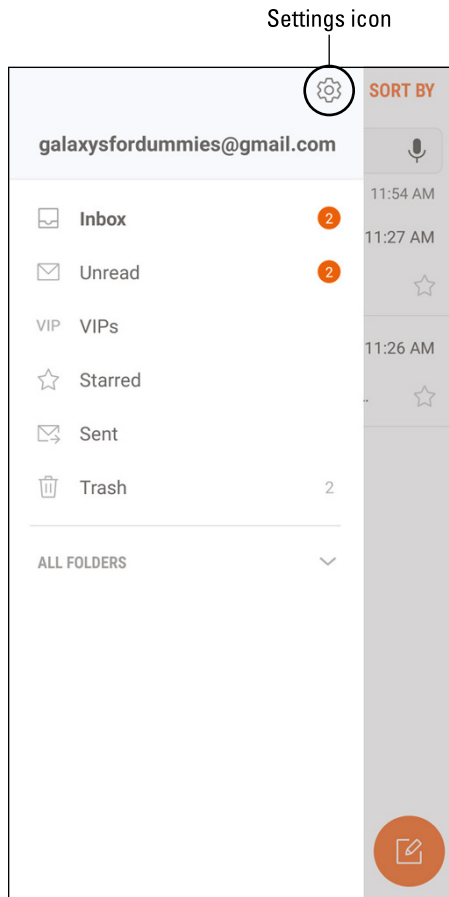 Settings icon
SORT BY
galaxysfordummies@gmail.com
11:54 AM
Inbox 2
11:27 AM
Unread 2
VIP VIPs
11:26 AM
Starred
..
Sent
Trash 2
ALL FOLDERS